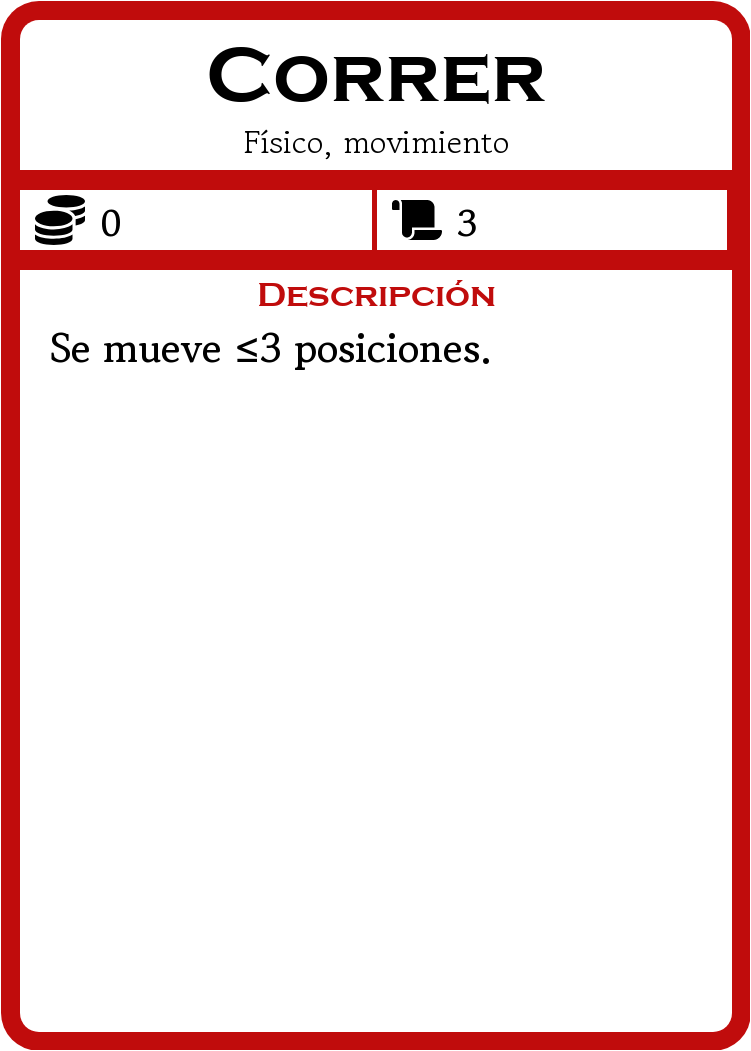 Correr
Físico, movimiento
0
3
Descripción
Se mueve ≤3 posiciones.